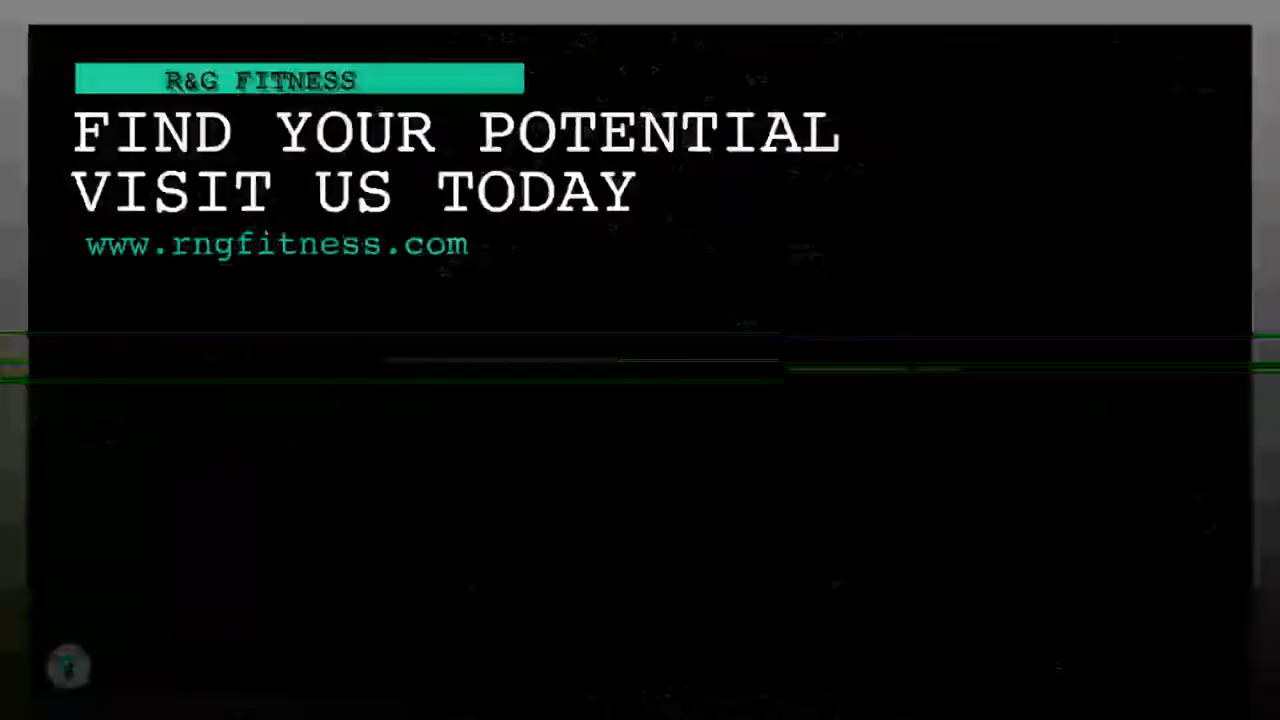 R&G FITNESS
FIND YOUR POTENTIAL
VISIT US TODAY
www.rngfitness.com